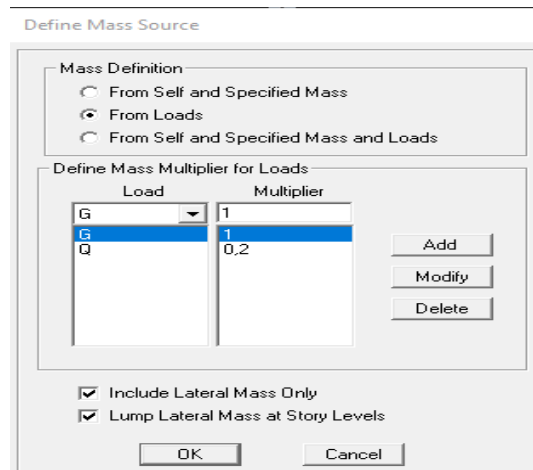 Define Mass Source
Mass Definition
From Self and Specified Mass
From Loads
From Self and Specified Mass and Loads
Define Mass Multiplier for Loads
Load Multiplier
G 1
G 1
Q 0,2
Add
Modify
Delete
Include Lateral Mass Only
Lump Lateral Mass at Story Levels
OK Cancel